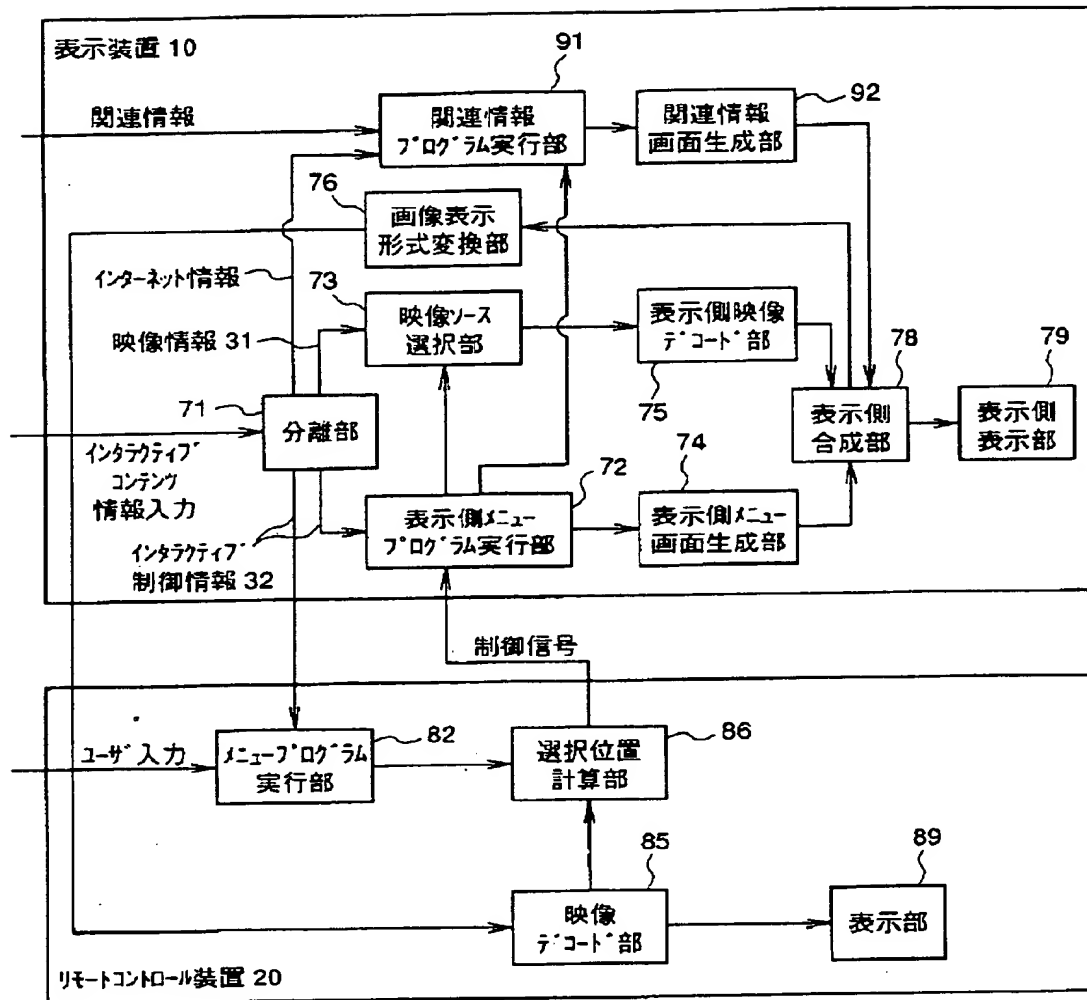 表示装置 10
91
関連情報
関連情報
プログラム実行部
92
関連情報
画面生成部
76
画像表示
形式変換部
インターネット情報
73
映像情報 31
映像ソース
選択部
表示側映像
デコード部
75
78
79
71
分離部
表示側
合成部
表示側
表示部
インタラクティブ
コンテンツ
情報入力
72
74
表示側メニュー
プログラム実行部
表示側メニュー
画面生成部
インタラクティブ
制御情報 32
制御信号
ユーザ入力
メニュープログラム
実行部
82
選択位置
計算部
86
85
89
映像
デコード部
表示部
リモートコントロール装置 20